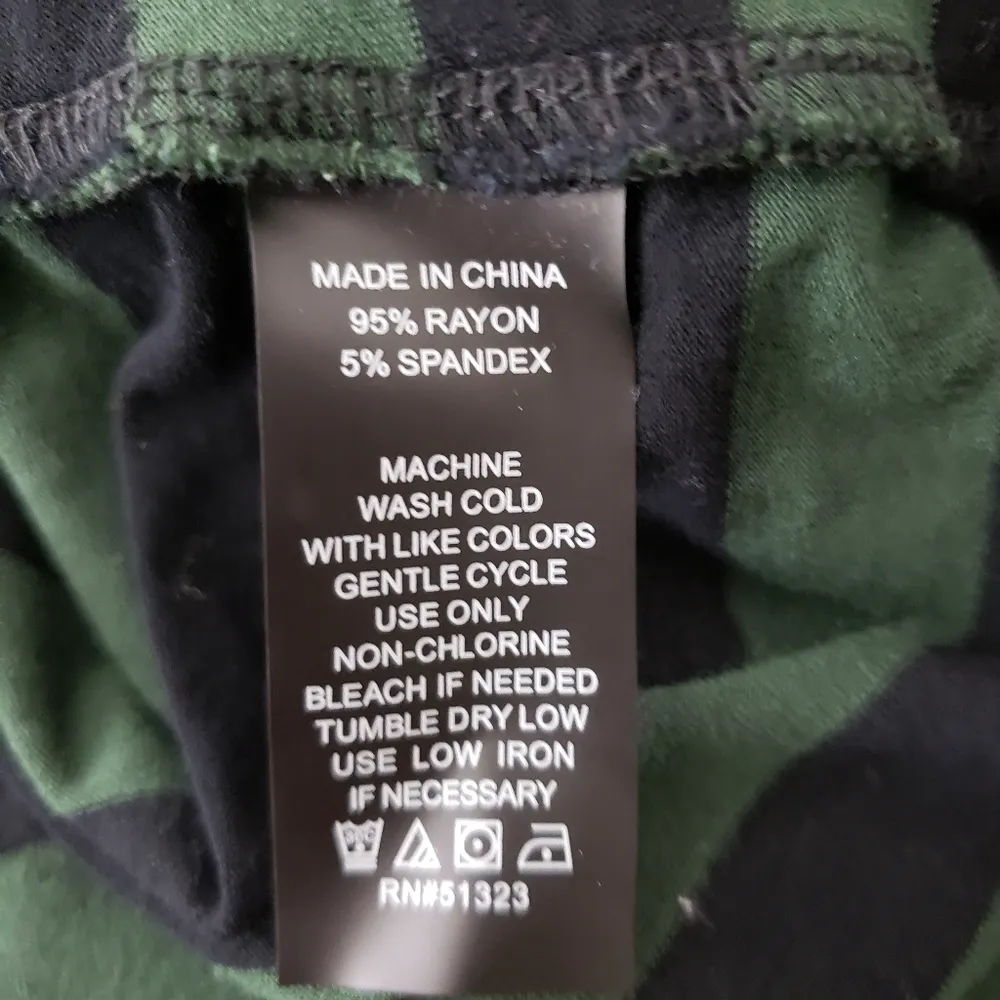 MADE IN CHINA
95% RAYON
5% SPANDEX
MACHINE
WASH COLD
WITH LIKE COLORS
GENTLE CYCLE
USE ONLY
NON-CHLORINE
BLEACH IF NEEDED
TUMBLE DRY LOW
USE LOW IRON
IF NECESSARY
RN#51323